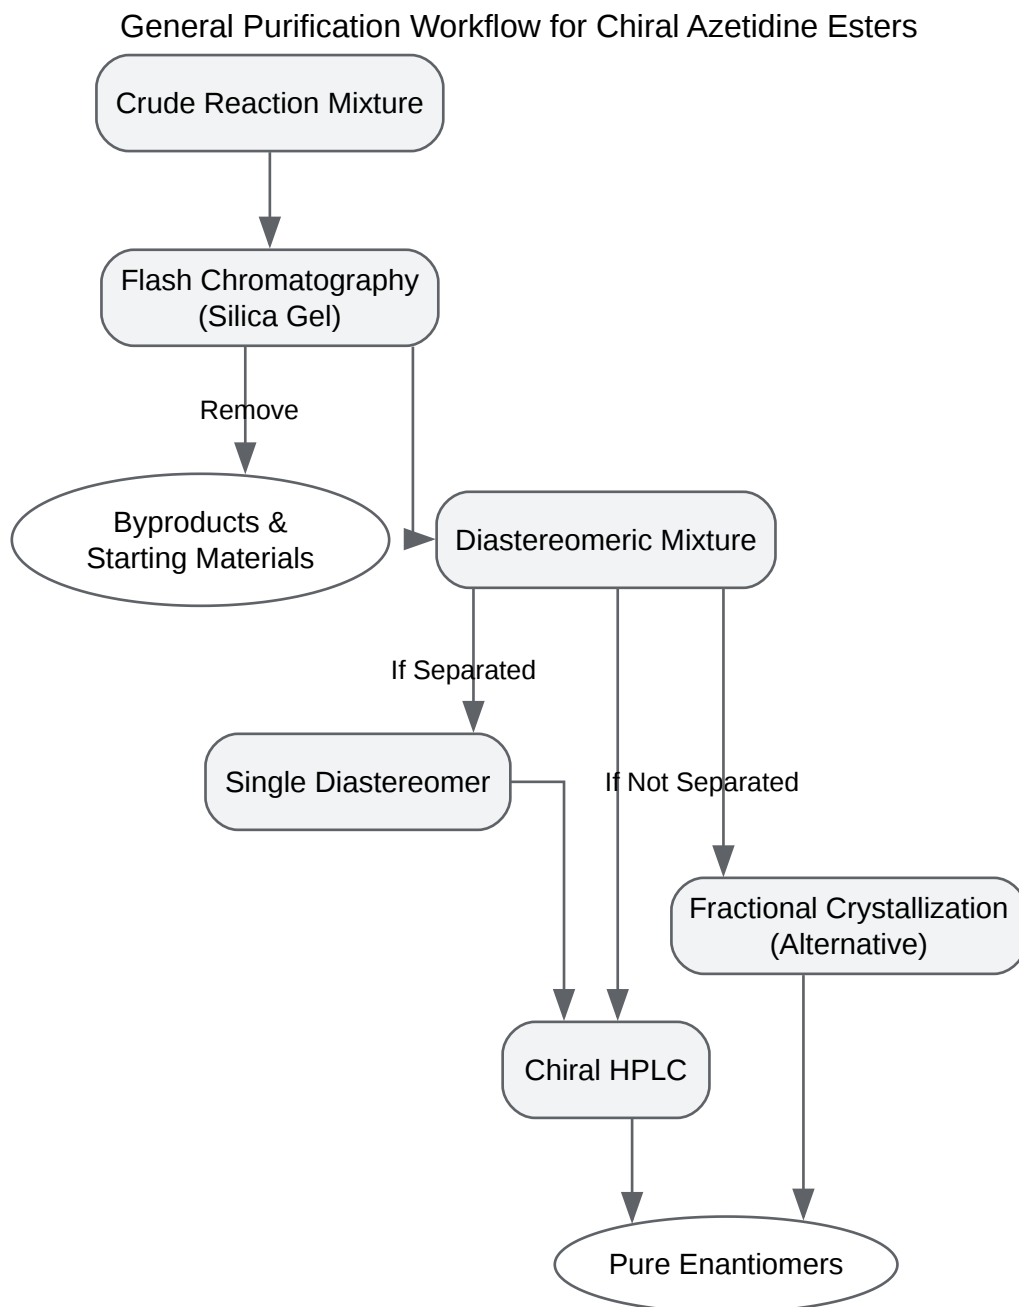 General Purification Workflow for Chiral Azetidine Esters
Crude Reaction Mixture
Flash Chromatography
(Silica Gel)
Remove
Byproducts &
Starting Materials
Diastereomeric Mixture
If Separated
Single Diastereomer
If Not Separated
Fractional Crystallization
(Alternative)
Chiral HPLC
Pure Enantiomers